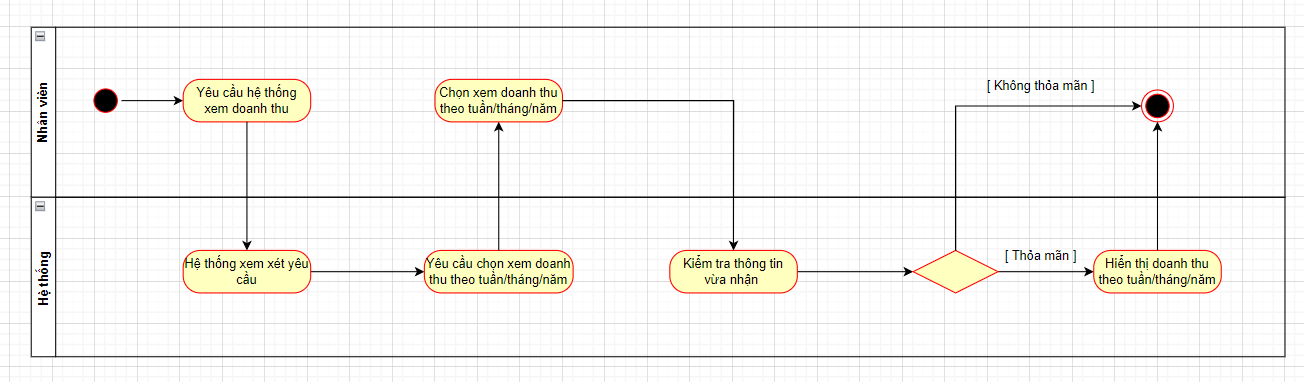 Nhân viên
Yêu cầu hệ thống
xem doanh thu
Chọn xem doanh thu
theo tuần/tháng/năm
[ Không thỏa mãn ]
Hệ thống
Hệ thống xem xét yêu
cầu
Yêu cầu chọn xem doanh
thu theo tuần/tháng/năm
Kiểm tra thông tin
vừa nhận
[ Thỏa mãn ]
Hiển thị doanh thu
theo tuần/tháng/năm